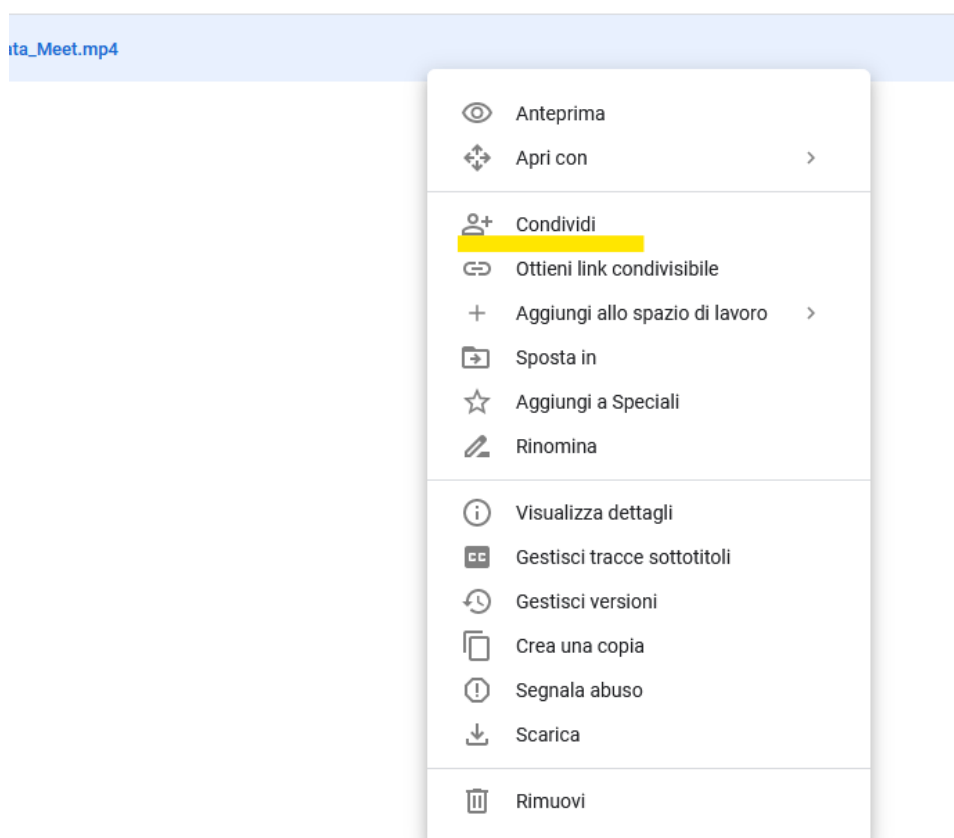 ta_Meet.mp4
Anteprima
Apri con
Condividi
Ottieni link condivisibile
Aggiungi allo spazio di lavoro
Sposta in
Aggiungi a Speciali
Rinomina
Visualizza dettagli
Gestisci tracce sottotitoli
Gestisci versioni
Crea una copia
Segnala abuso
Scarica
Rimuovi